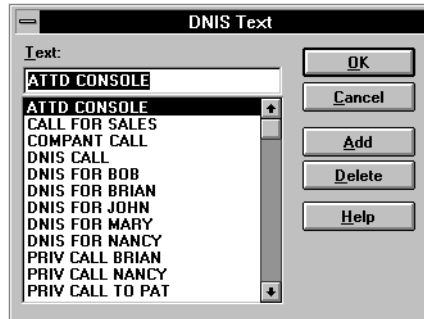 DNIS Text
Text:
ATTD CONSOLE
ATTD CONSOLE
CALL FOR SALES
COMPANT CALL
DNIS CALL
DNIS FOR BOB
DNIS FOR BRIAN
DNIS FOR JOHN
DNIS FOR MARY
DNIS FOR NANCY
PRIV CALL BRIAN
PRIV CALL NANCY
PRIV CALL TO PAT
OK
Cancel
Add
Delete
Help